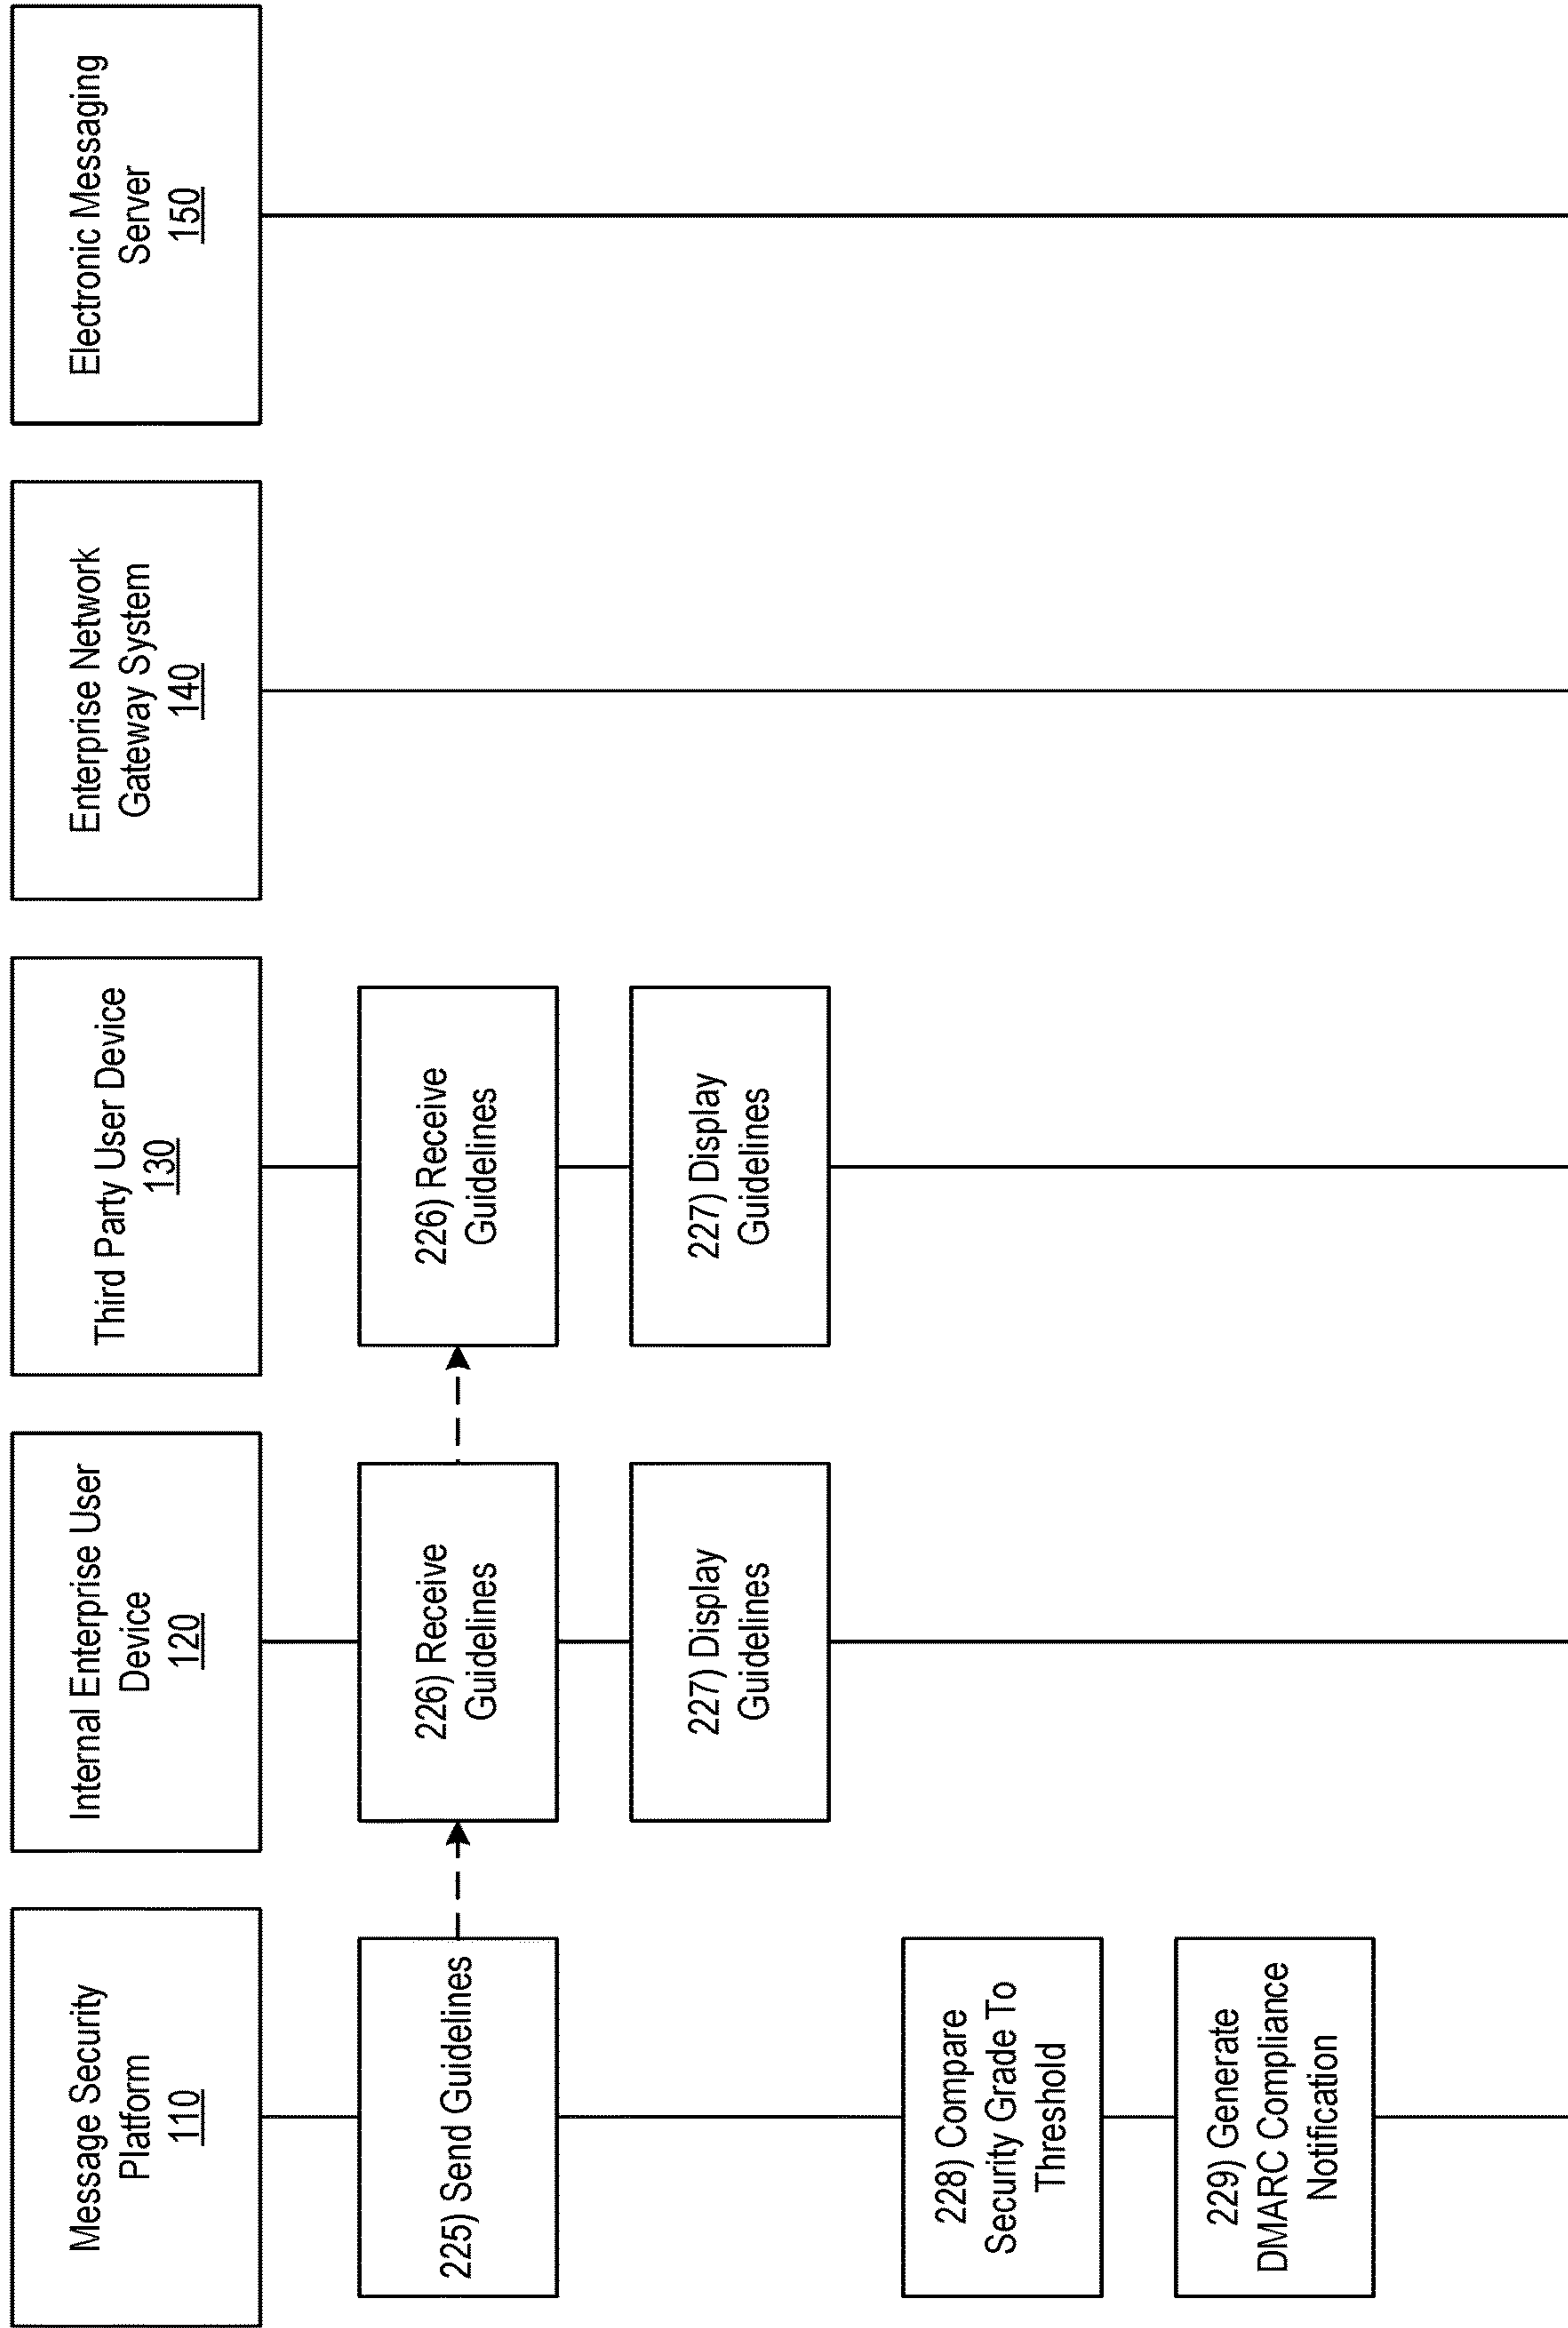 Message Security
Platform
110
Internal Enterprise User
Device
120
Third Party User Device
130
Enterprise Network
Gateway System
140
Electronic Messaging
Server
150
225) Send Guidelines
226) Receive
Guidelines
226) Receive
Guidelines
227) Display
Guidelines
227) Display
Guidelines
228) Compare
Security Grade To
Threshold
229) Generate
DMARC Compliance
Notification